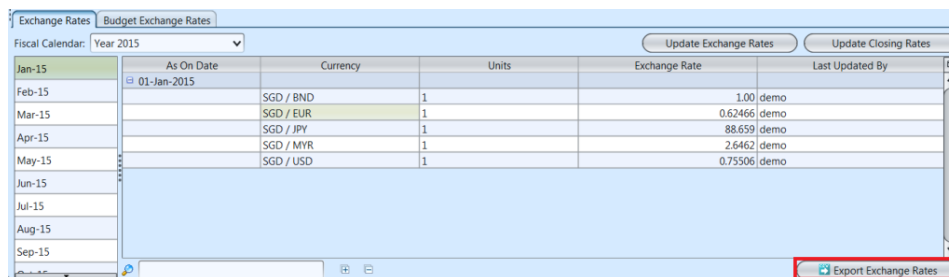 Exchange Rates Budget Exchange Rates
Fiscal Calendar: Year 2015 Update Exchange Rates Update Closing Rates
Jan-15 As On Date Currency Units Exchange Rate Last Updated By
01-Jan-2015
Feb-15 SGD / BND 1 1.00 demo
Mar-15 SGD / EUR 1 0.62466 demo
Apr-15 SGD / JPY 1 88.659 demo
SGD / MYR 1 2.6462 demo
May-15 SGD / USD 1 0.75506 demo
Jun-15
Jul-15
Aug-15
Sep-15
Export Exchange Rates